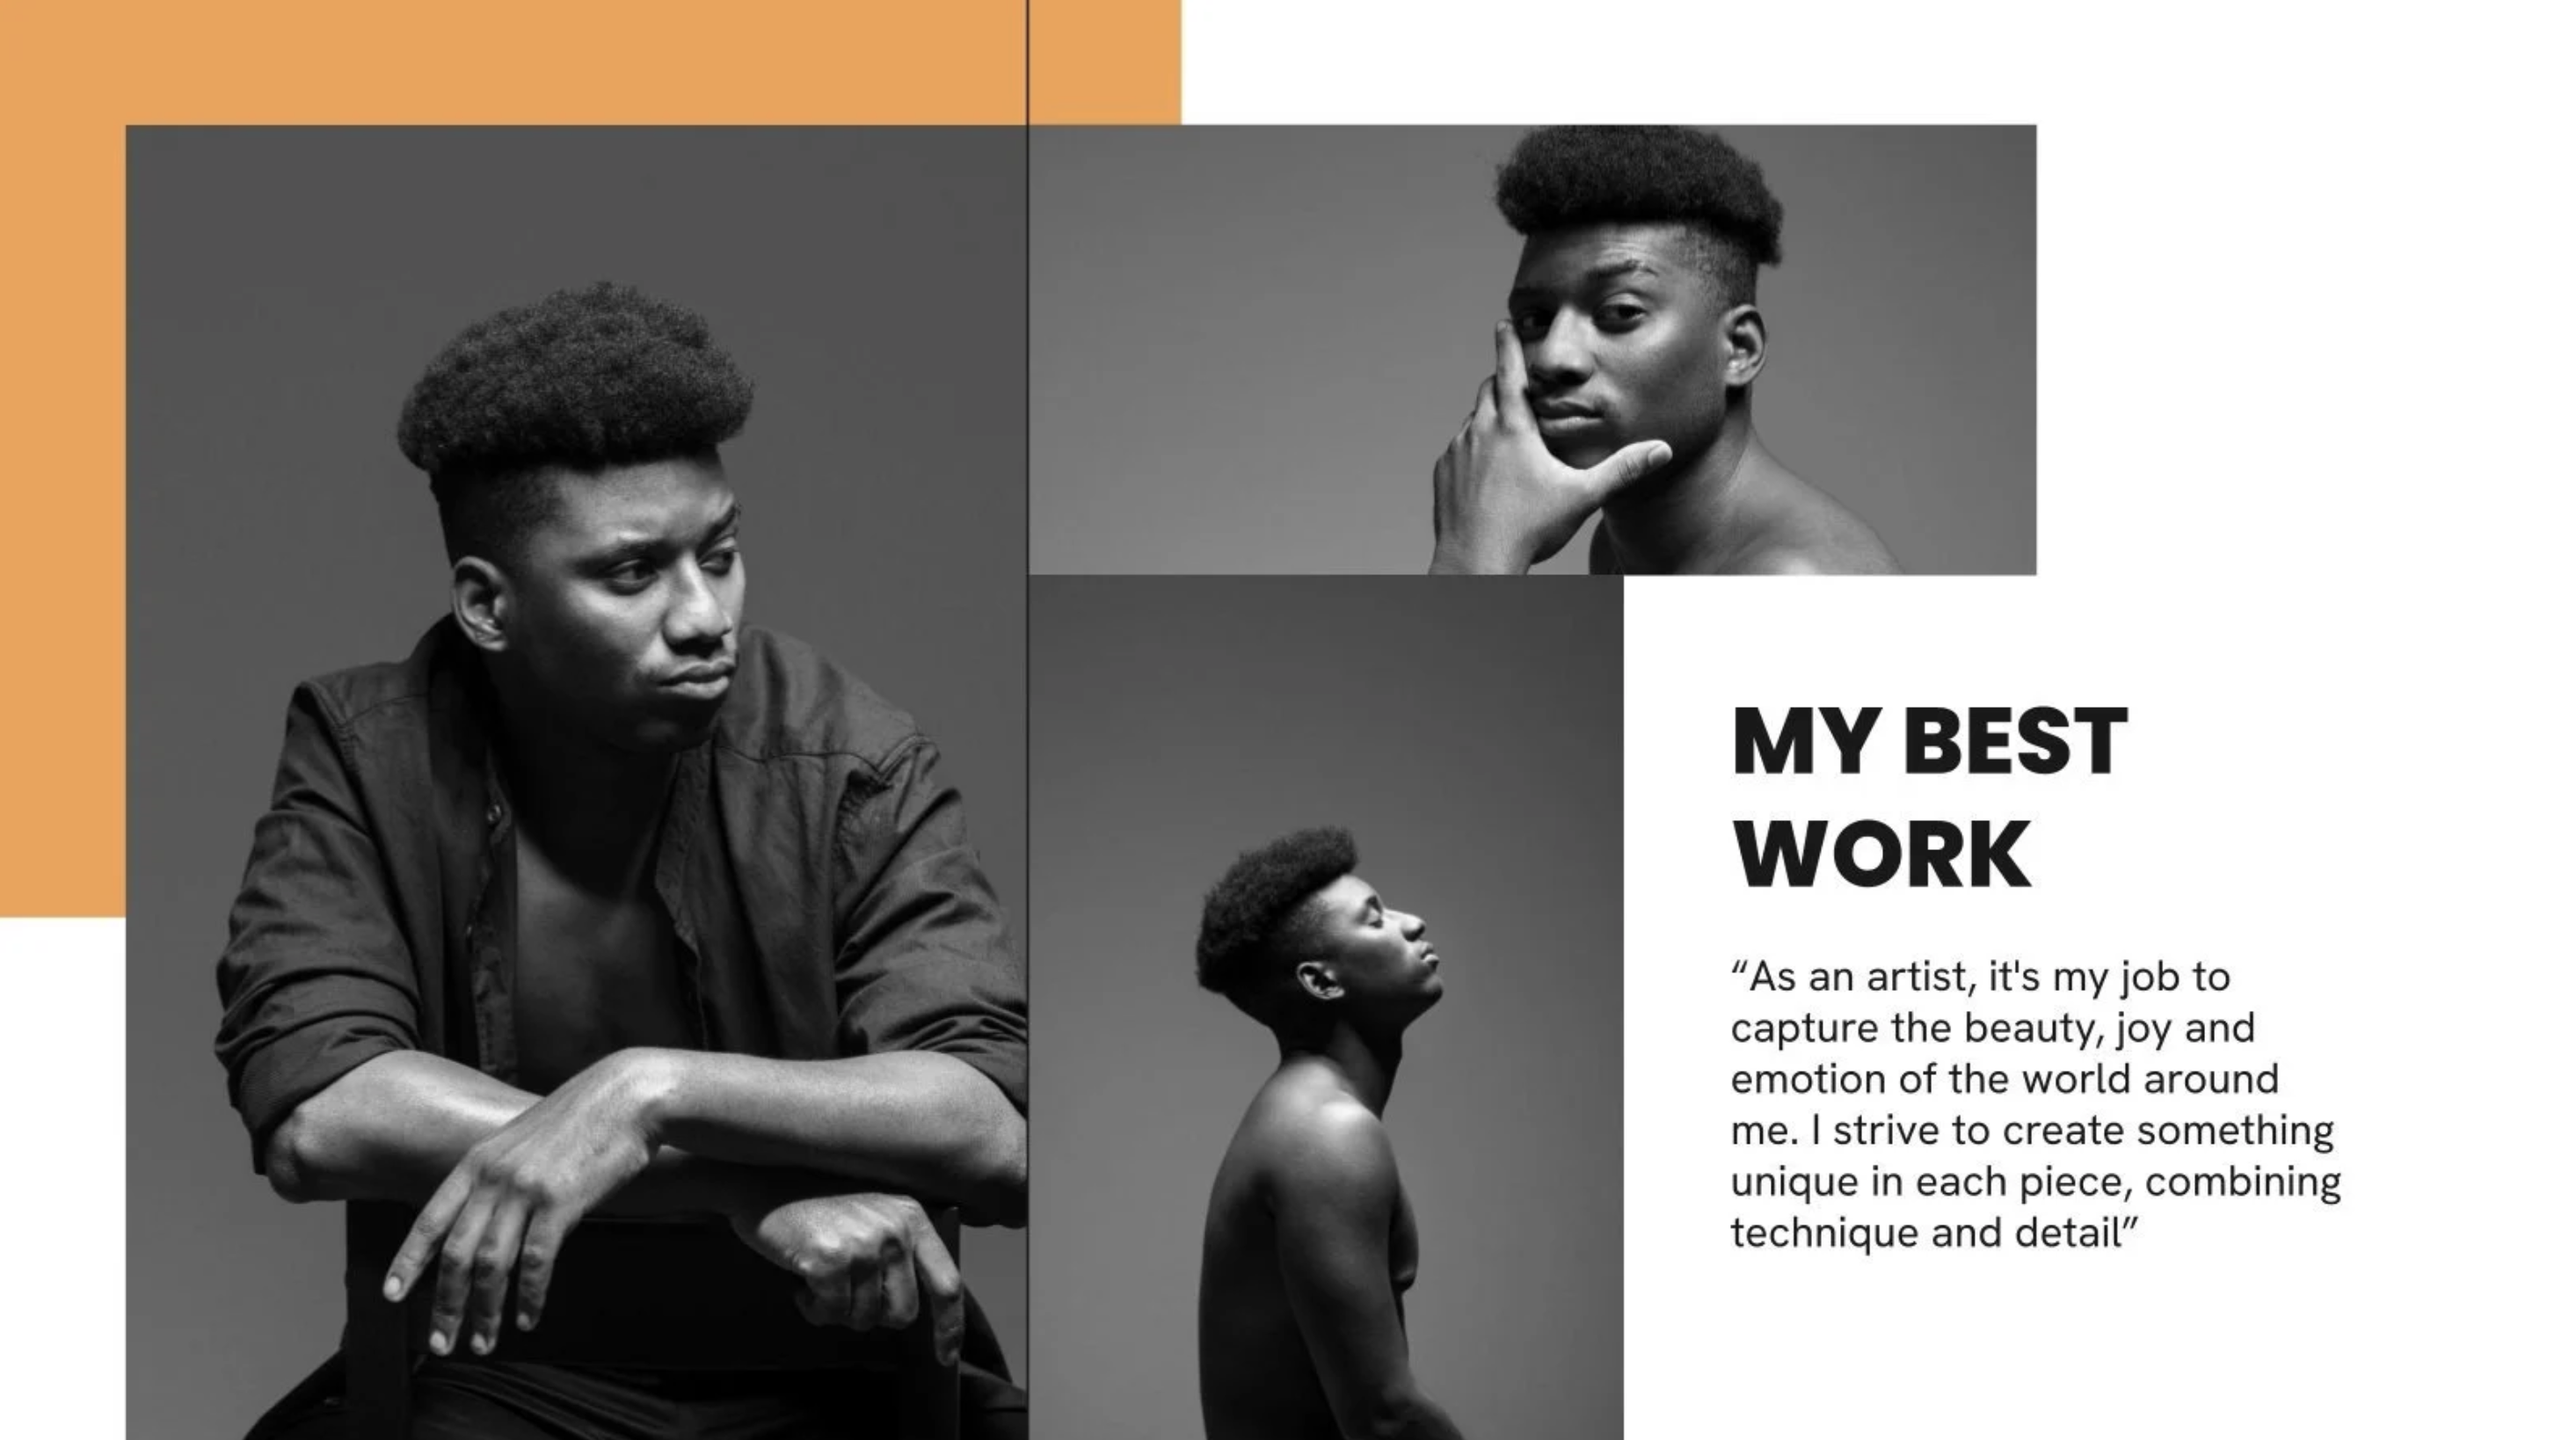 MY BEST
WORK
“As an artist, it's my job to
capture the beauty, joy and
emotion of the world around
me. I strive to create something
unique in each piece, combining
technique and detail”